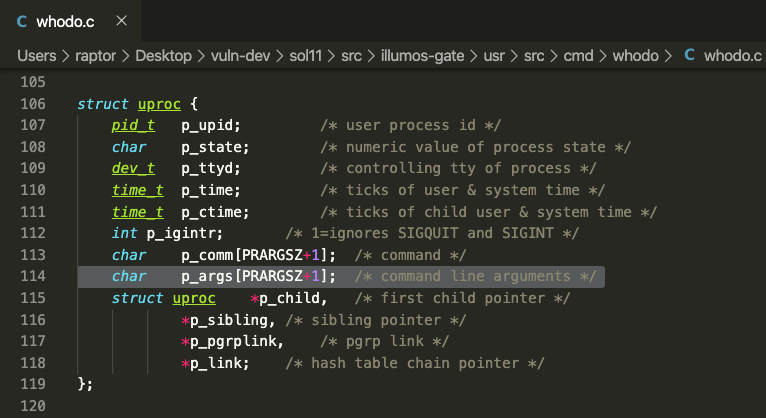 whodo.c
Users > raptor > Desktop > vuln-dev > sol11 > src > illumos-gate > usr > src > cmd > whodo > whodo.c
105
106 struct uproc {
107 pid_t p_upid; /* user process id */
108 char p_state; /* numeric value of process state */
109 dev_t p_ttyd; /* controlling tty of process */
110 time_t p_time; /* ticks of user & system time */
111 time_t p_ctime; /* ticks of child user & system time */
112 int p_igintr; /* 1=ignores SIGQUIT and SIGINT */
113 char p_comm[PRARGSZ+1]; /* command */
114 char p_args[PRARGSZ+1]; /* command line arguments */
115 struct uproc *p_child, /* first child pointer */
116 *p_sibling, /* sibling pointer */
117 *p_pgrplink, /* pgrp link */
118 *p_link; /* hash table chain pointer */
119 };
120